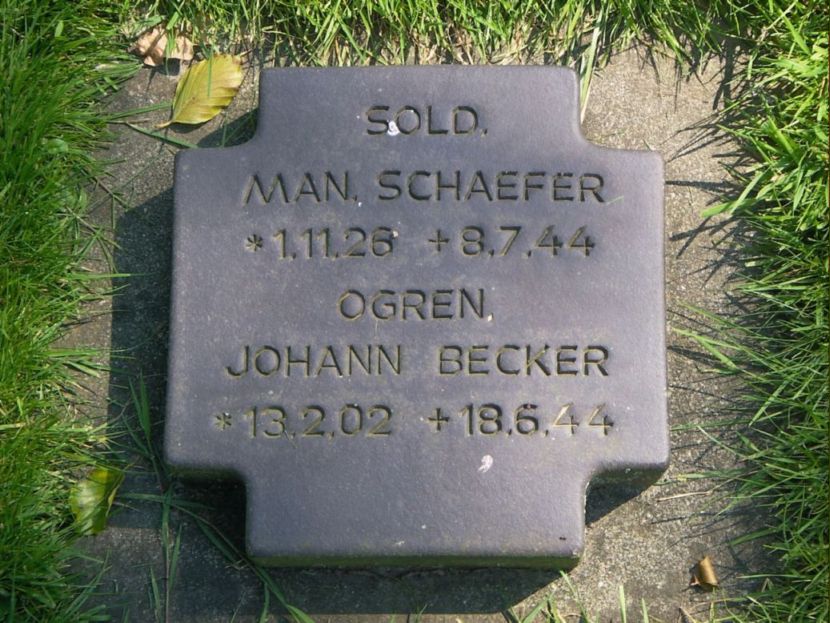 SOLD.
MAN. SCHAEFER
*1.11.26 +8.7.44
OGREN.
JOHANN BECKER
*13.2.02 +18.6.44